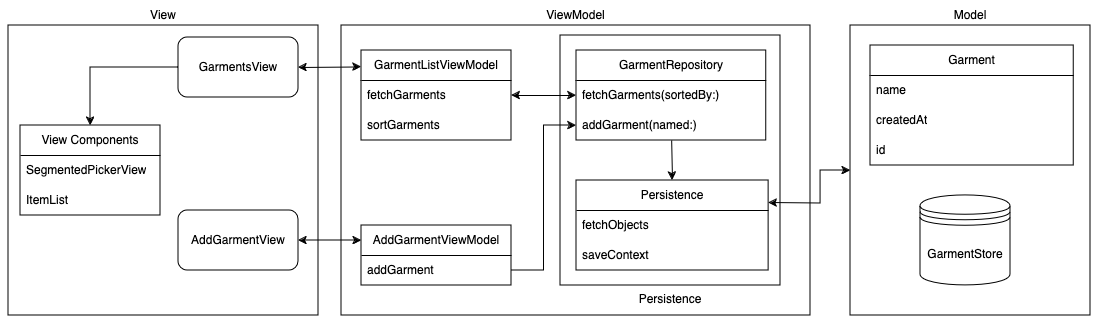 View
ViewModel
Model
GarmentsView
View Components
SegmentedPickerView
ItemList
AddGarmentView
GarmentListViewModel
fetchGarments
sortGarments
AddGarmentViewModel
addGarment
GarmentRepository
fetchGarments(sortedBy:)
addGarment(named:)
Persistence
fetchObjects
saveContext
Persistence
Garment
name
createdAt
id
GarmentStore